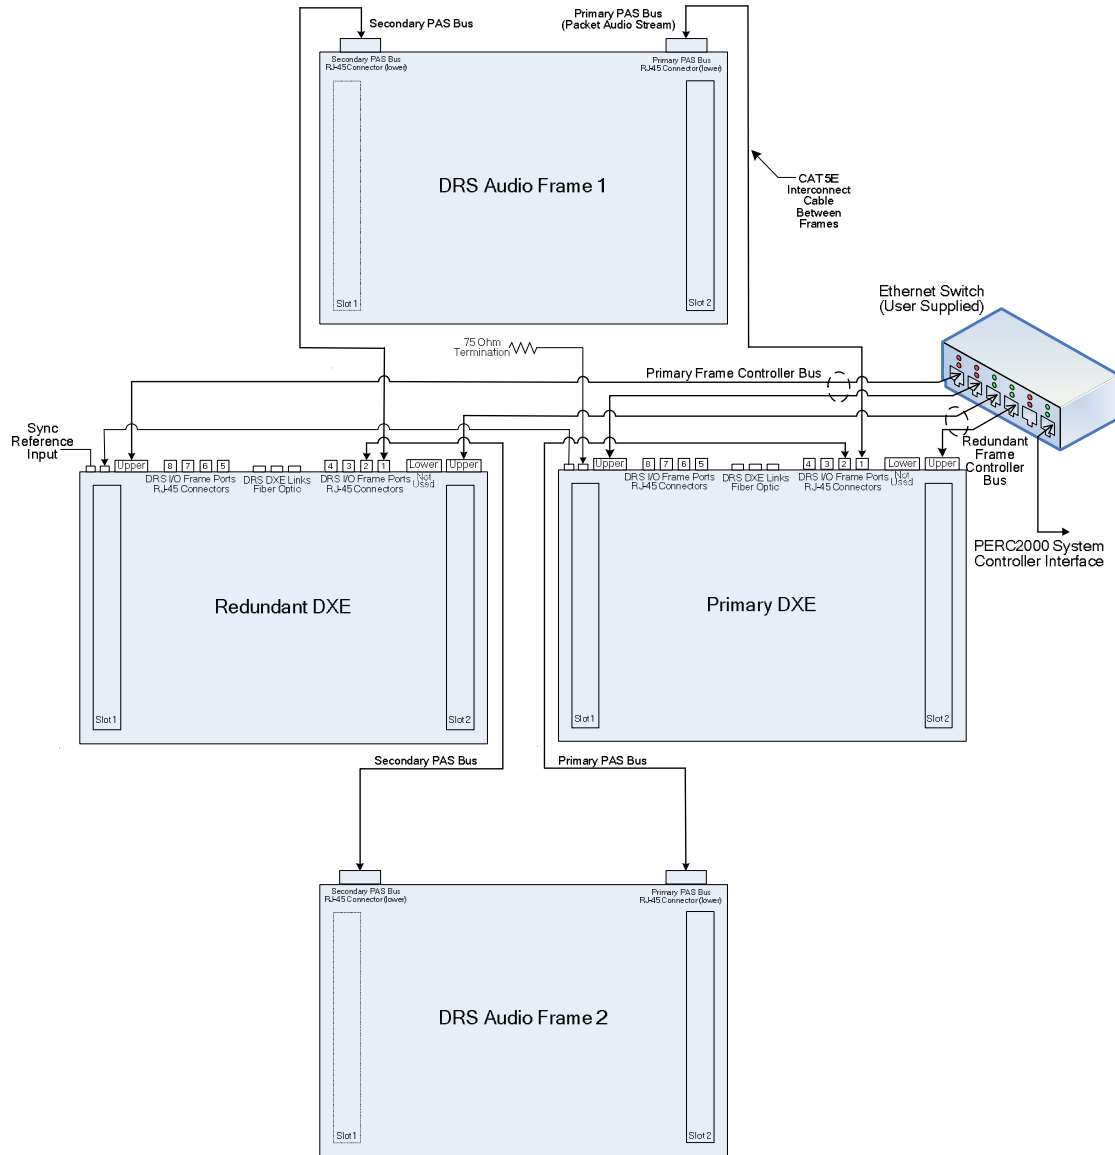 Secondary PAS Bus
Primary PAS Bus
(Packet Audio Stream)
Secondary PAS Bus
RJ-45 Connector (lower)
Primary PAS Bus
RJ-45 Connector (lower)
DRS Audio Frame 1
CAT5E
Interconnect
Cable
Between
Frames
Slot 1
Slot 2
Ethernet Switch
(User Supplied)
75 Ohm
Termination
Primary Frame Controller Bus
Sync
Reference
Input
Redundant
Frame
Controller
Bus
Upper
8 7 6 5
4 3 2 1
Lower
Upper
DRS I/O Frame Ports
RJ-45 Connectors
DRS DXE Links
Fiber Optic
DRS I/O Frame Ports
RJ-45 Connectors
Not
Used
Upper
8 7 6 5
4 3 2 1
Lower
Upper
DRS I/O Frame Ports
RJ-45 Connectors
DRS DXE Links
Fiber Optic
DRS I/O Frame Ports
RJ-45 Connectors
Not
Used
PERC2000 System
Controller Interface
Redundant DXE
Primary DXE
Slot 1
Slot 2
Slot 1
Slot 2
Secondary PAS Bus
Primary PAS Bus
Secondary PAS Bus
RJ-45 Connector (lower)
Primary PAS Bus
RJ-45 Connector (lower)
DRS Audio Frame 2
Slot 1
Slot 2